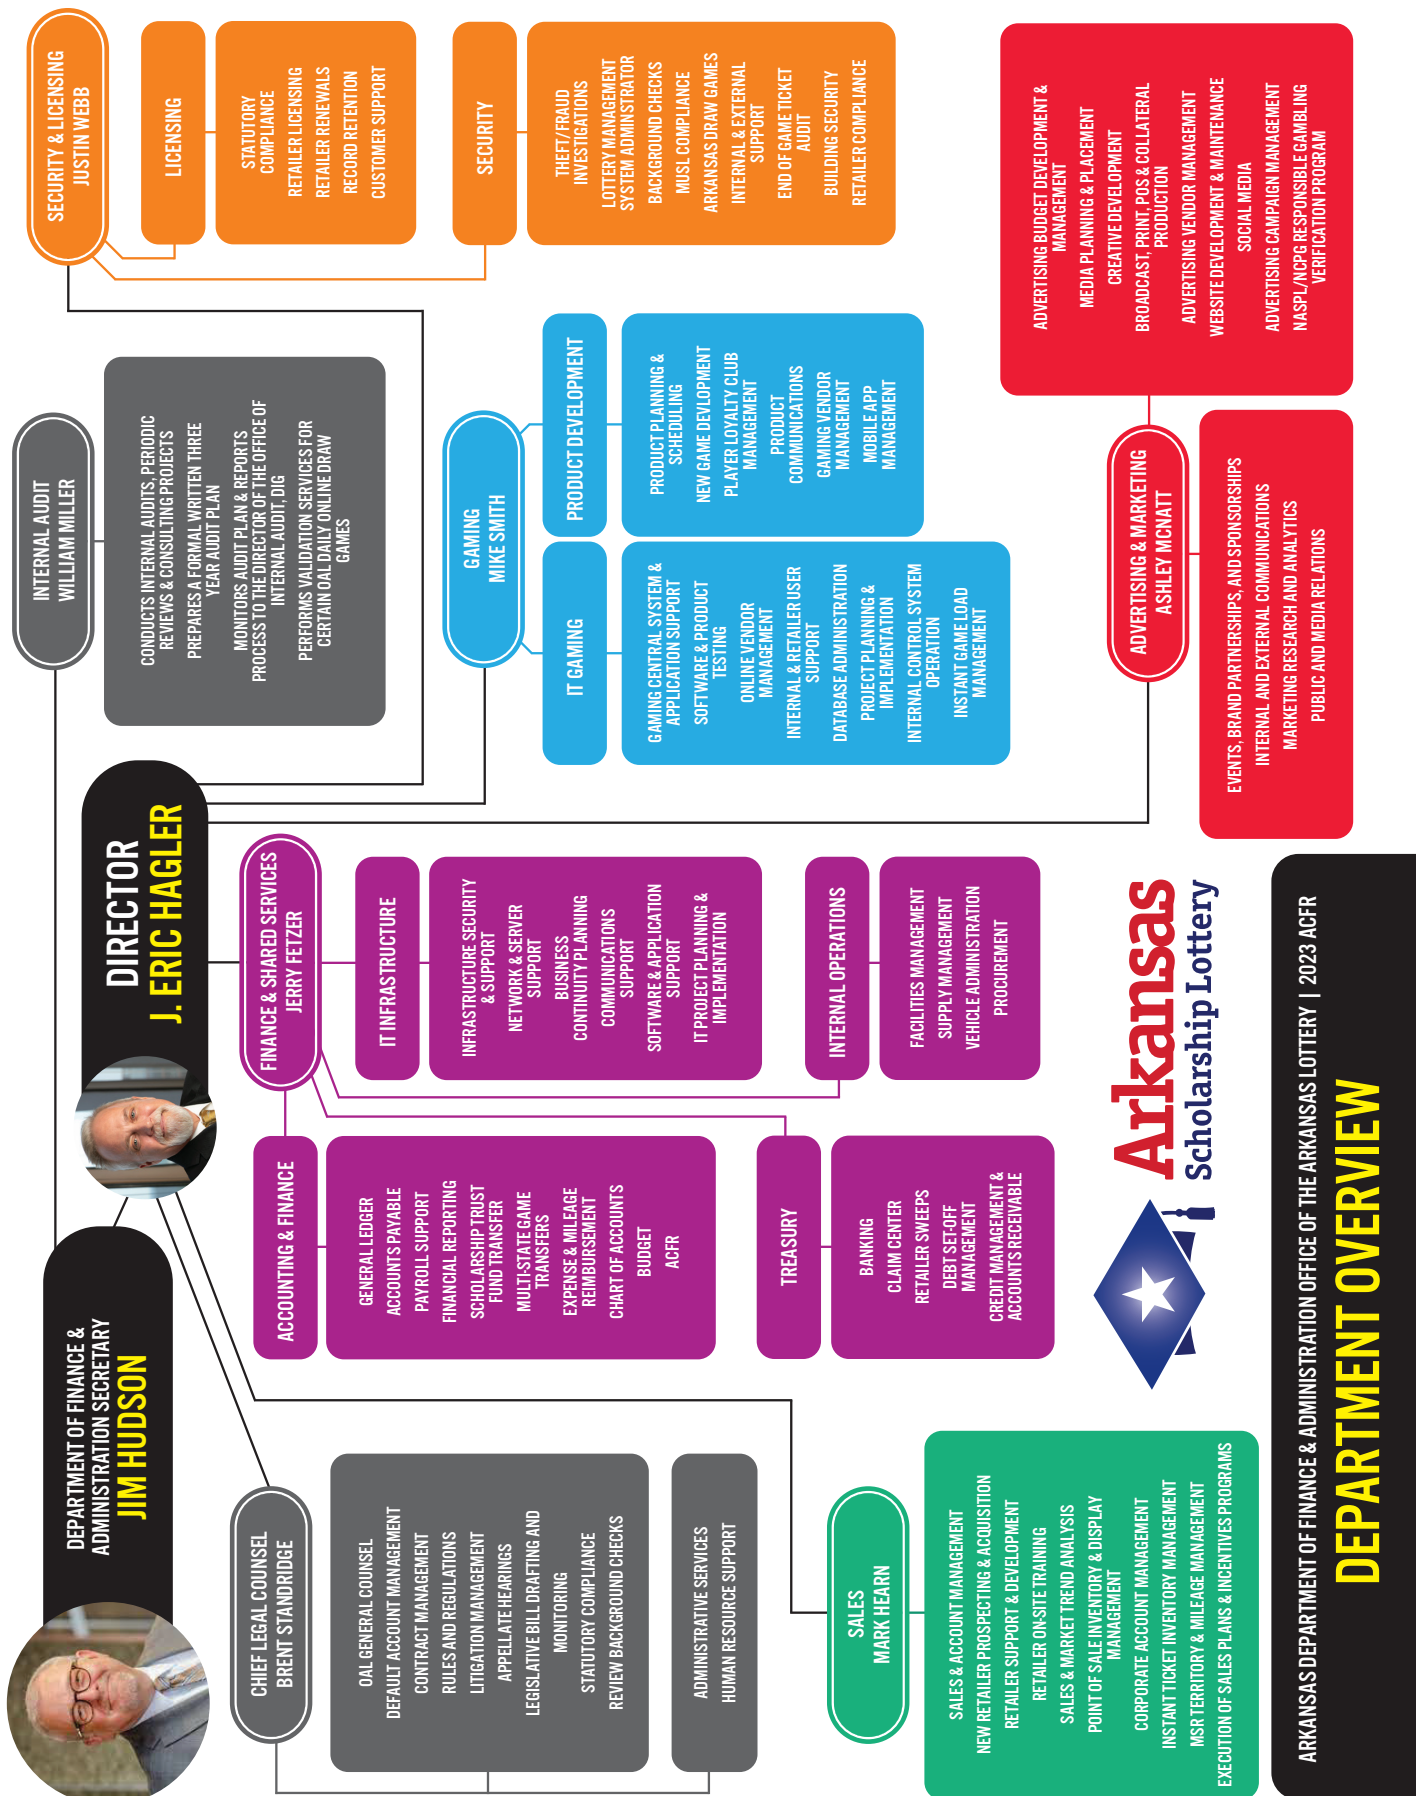 DEPARTMENT OF FINANCE &
ADMINISTRATION SECRETARY
JIM HUDSON
DIRECTOR
J. ERIC HAGLER
INTERNAL AUDIT
WILLIAM MILLER
CONDUCTS INTERNAL AUDITS, PERIODIC
REVIEWS & CONSULTING PROJECTS
PREPARES A FORMAL WRITTEN THREE
YEAR AUDIT PLAN
MONITORS AUDIT PLAN & REPORTS
PROCESS TO THE DIRECTOR OF THE OFFICE OF
INTERNAL AUDIT, DIG
PERFORMS VALIDATION SERVICES FOR
CERTAIN OAL DAILY ONLINE DRAW
GAMES
SECURITY & LICENSING
JUSTIN WEBB
LICENSING
STATUTORY
COMPLIANCE
RETAILER LICENSING
RETAILER RENEWALS
RECORD RETENTION
CUSTOMER SUPPORT
SECURITY
THEFT/FRAUD
INVESTIGATIONS
LOTTERY MANAGEMENT
SYSTEM ADMINSTRATOR
BACKGROUND CHECKS
MUSL COMPLIANCE
ARKANSAS DRAW GAMES
INTERNAL & EXTERNAL
SUPPORT
END OF GAME TICKET
AUDIT
BUILDING SECURITY
RETAILER COMPLIANCE
CHIEF LEGAL COUNSEL
BRENT STANDRIDGE
OAL GENERAL COUNSEL
DEFAULT ACCOUNT MANAGEMENT
CONTRACT MANAGEMENT
RULES AND REGULATIONS
LITIGATION MANAGEMENT
APPELLATE HEARINGS
LEGISLATIVE BILL DRAFTING AND
MONITORING
STATUTORY COMPLIANCE
REVIEW BACKGROUND CHECKS
ADMINISTRATIVE SERVICES
HUMAN RESOURCE SUPPORT
FINANCE & SHARED SERVICES
JERRY FETZER
ACCOUNTING & FINANCE
GENERAL LEDGER
ACCOUNTS PAYABLE
PAYROLL SUPPORT
FINANCIAL REPORTING
SCHOLARSHIP TRUST
FUND TRANSFER
MULTI-STATE GAME
TRANSFERS
EXPENSE & MILEAGE
REIMBURSEMENT
CHART OF ACCOUNTS
BUDGET
ACFR
IT INFRASTRUCTURE
INFRASTRUCTURE SECURITY
& SUPPORT
NETWORK & SERVER
SUPPORT
BUSINESS
CONTINUITY PLANNING
COMMUNICATIONS
SUPPORT
SOFTWARE & APPLICATION
SUPPORT
IT PROJECT PLANNING &
IMPLEMENTATION
TREASURY
BANKING
CLAIM CENTER
RETAILER SWEEPS
DEBT SET-OFF
MANAGEMENT
CREDIT MANAGEMENT &
ACCOUNTS RECEIVABLE
INTERNAL OPERATIONS
FACILITIES MANAGEMENT
SUPPLY MANAGEMENT
VEHICLE ADMINISTRATION
PROCUREMENT
GAMING
MIKE SMITH
IT GAMING
GAMING CENTRAL SYSTEM &
APPLICATION SUPPORT
SOFTWARE & PRODUCT
TESTING
ONLINE VENDOR
MANAGEMENT
INTERNAL & RETAILER USER
SUPPORT
DATABASE ADMINISTRATION
PROJECT PLANNING &
IMPLEMENTATION
INTERNAL CONTROL SYSTEM
OPERATION
INSTANT GAME LOAD
MANAGEMENT
PRODUCT DEVELOPMENT
PRODUCT PLANNING &
SCHEDULING
NEW GAME DEVLOPMENT
PLAYER LOYALTY CLUB
MANAGEMENT
PRODUCT
COMMUNICATIONS
GAMING VENDOR
MANAGEMENT
MOBILE APP
MANAGEMENT
SALES
MARK HEARN
SALES & ACCOUNT MANAGEMENT
NEW RETAILER PROSPECTING & ACQUISITION
RETAILER SUPPORT & DEVELOPMENT
RETAILER ON-SITE TRAINING
SALES & MARKET TREND ANALYSIS
POINT OF SALE INVENTORY & DISPLAY
MANAGEMENT
CORPORATE ACCOUNT MANAGEMENT
INSTANT TICKET INVENTORY MANAGEMENT
MSR TERRITORY & MILEAGE MANAGEMENT
EXECUTION OF SALES PLANS & INCENTIVES PROGRAMS
ADVERTISING & MARKETING
ASHLEY MCNATT
EVENTS, BRAND PARTNERSHIPS, AND SPONSORSHIPS
INTERNAL AND EXTERNAL COMMUNICATIONS
MARKETING RESEARCH AND ANALYTICS
PUBLIC AND MEDIA RELATIONS
ADVERTISING BUDGET DEVELOPMENT &
MANAGEMENT
MEDIA PLANNING & PLACEMENT
CREATIVE DEVELOPMENT
BROADCAST, PRINT, POS & COLLATERAL
PRODUCTION
ADVERTISING VENDOR MANAGEMENT
WEBSITE DEVELOPMENT & MAINTENANCE
SOCIAL MEDIA
ADVERTISING CAMPAIGN MANAGEMENT
NASPL/NCPG RESPONSIBLE GAMBLING
VERIFICATION PROGRAM
Arkansas
Scholarship Lottery
ARKANSAS DEPARTMENT OF FINANCE & ADMINISTRATION OFFICE OF THE ARKANSAS LOTTERY | 2023 ACFR
DEPARTMENT OVERVIEW